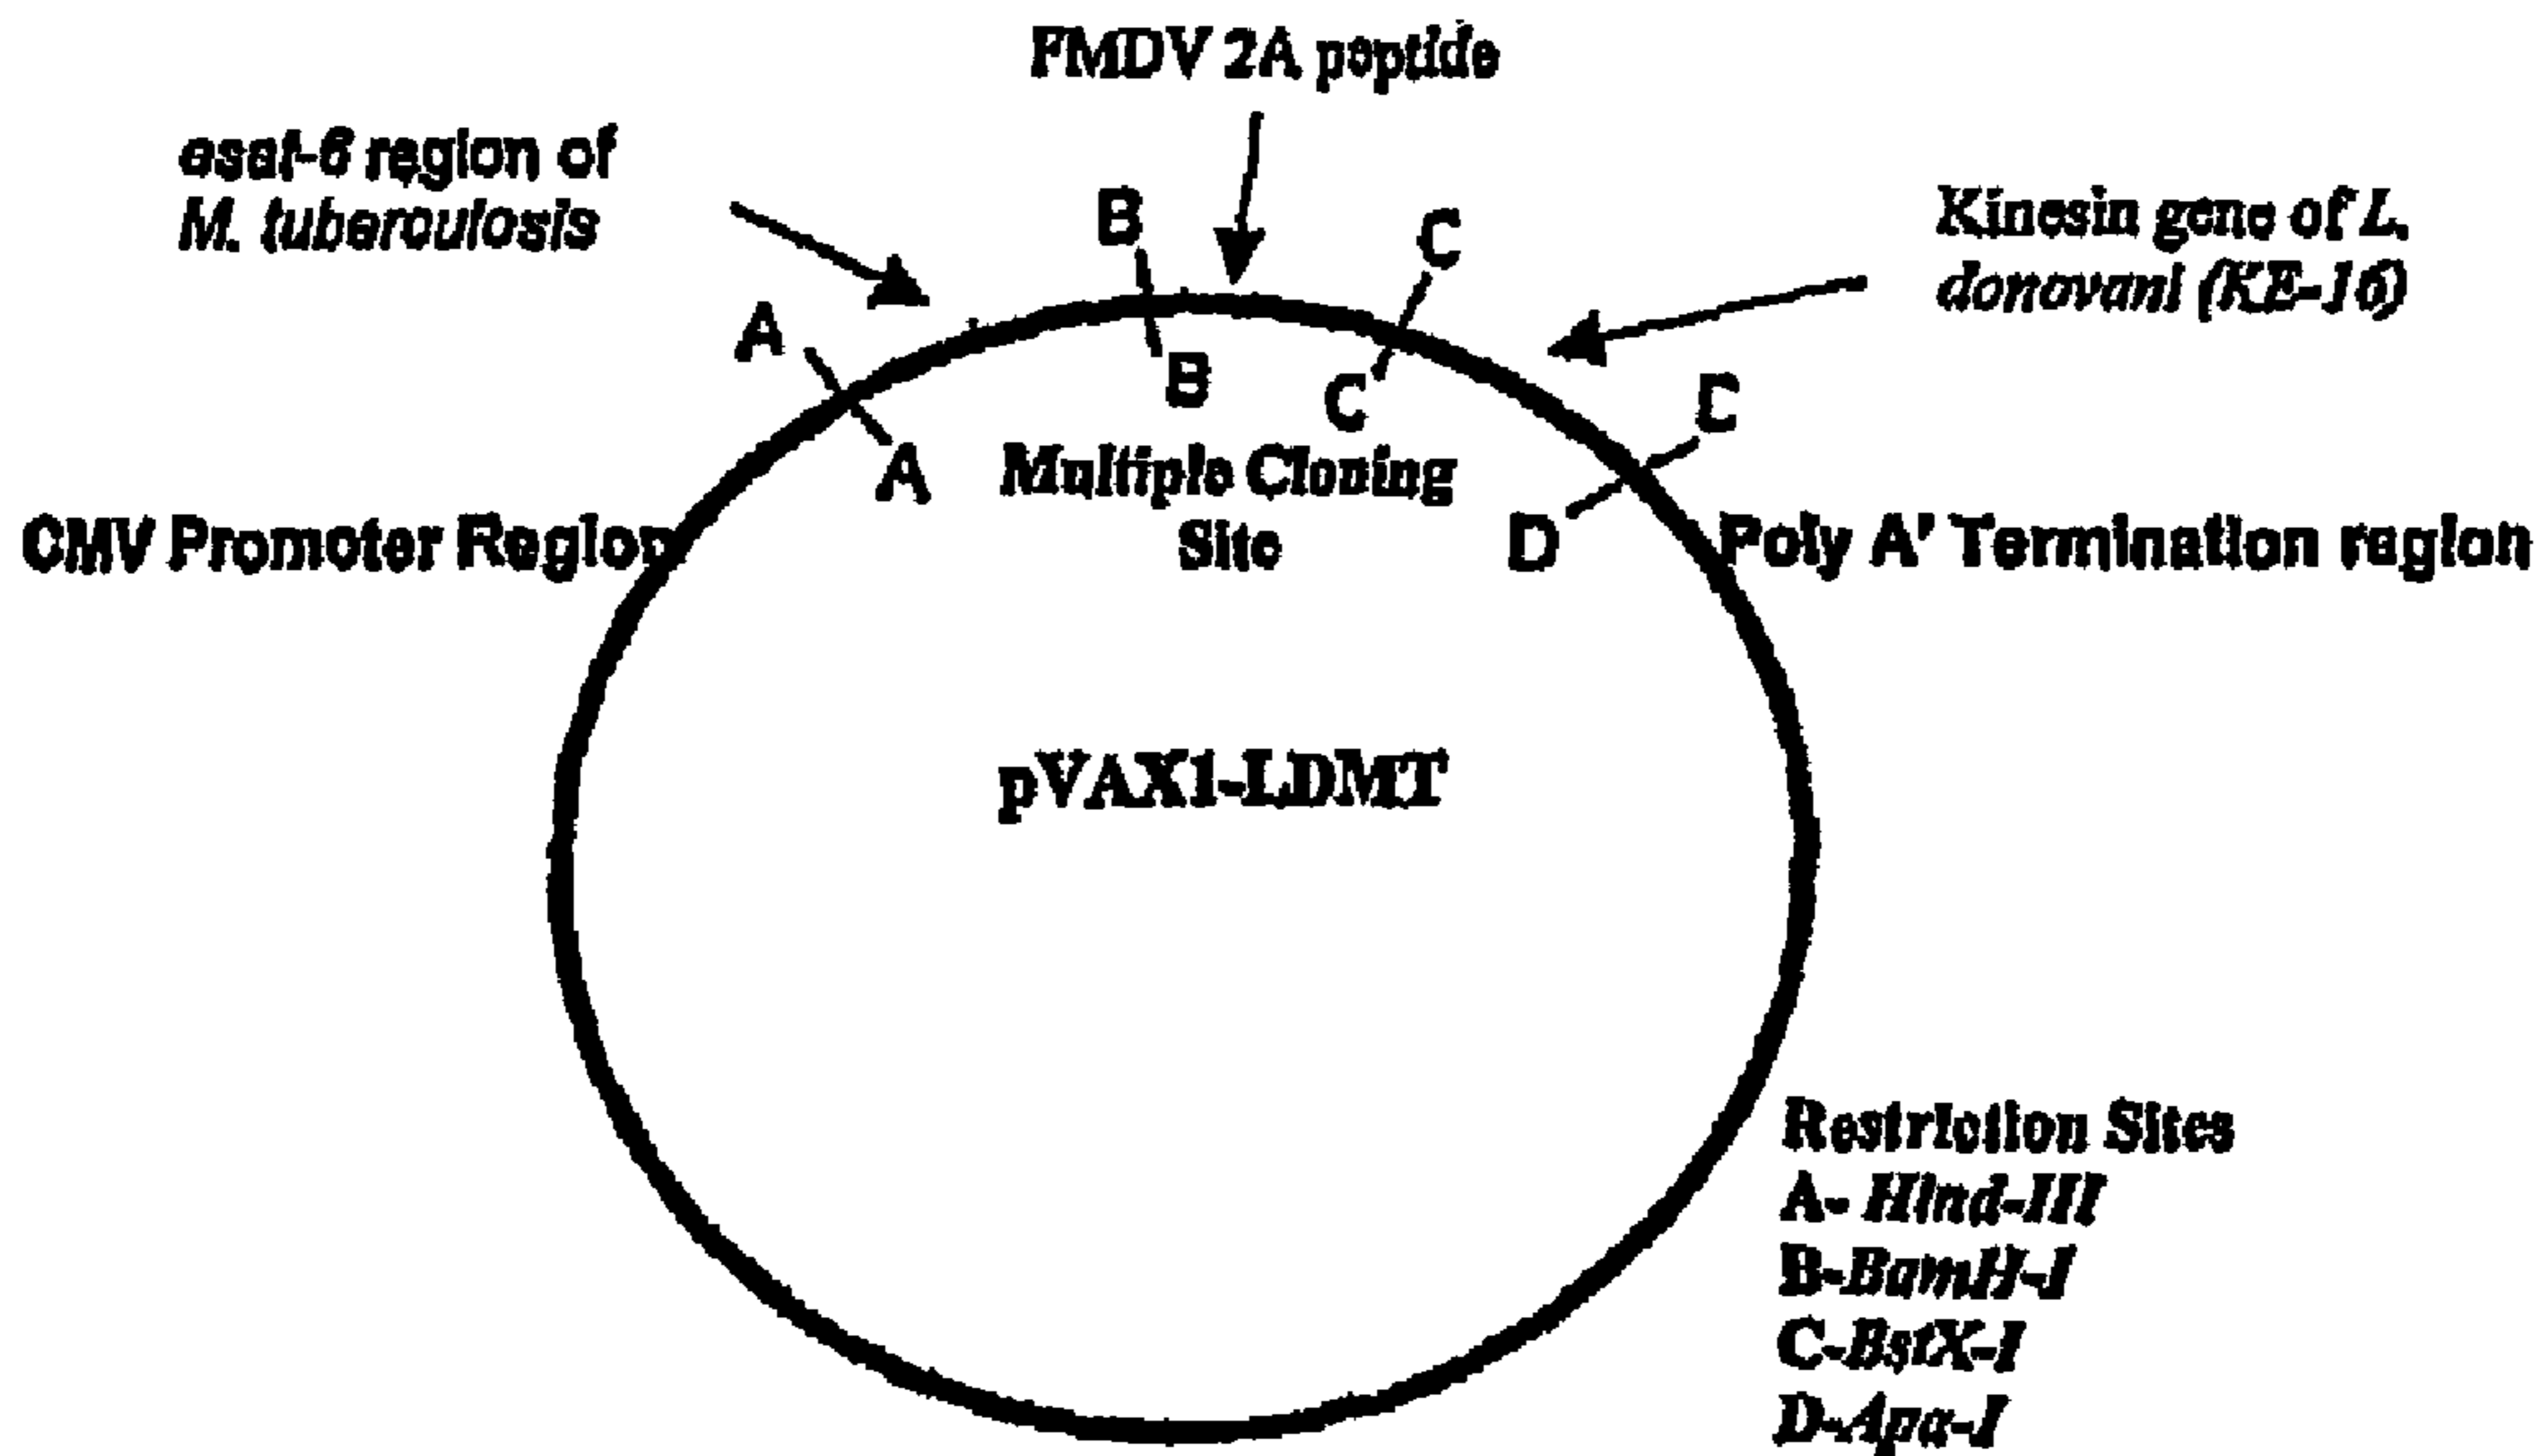 FMDV 2A peptide
esat-6 region of
M. tuberculosis
Kinesin gene of L.
donovani (KE-16)
B
C
A
B
C
D
A
C
D
Multiple Cloning
Site
CMV Promoter Region
Poly A' Termination region
pVAX1-LDMT
Restriction Sites
A- Hind-III
B-BamH-I
C-BstX-I
D-Apa-I